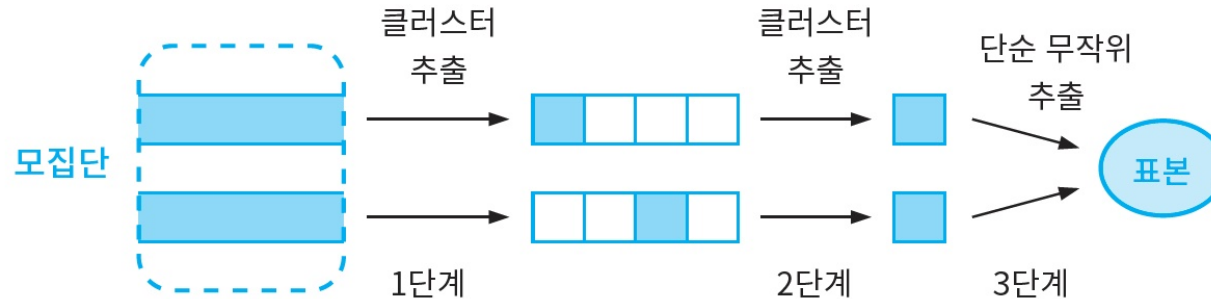 클러스터
추출
클러스터
추출
단순 무작위
추출
모집단
표본
1단계
2단계
3단계